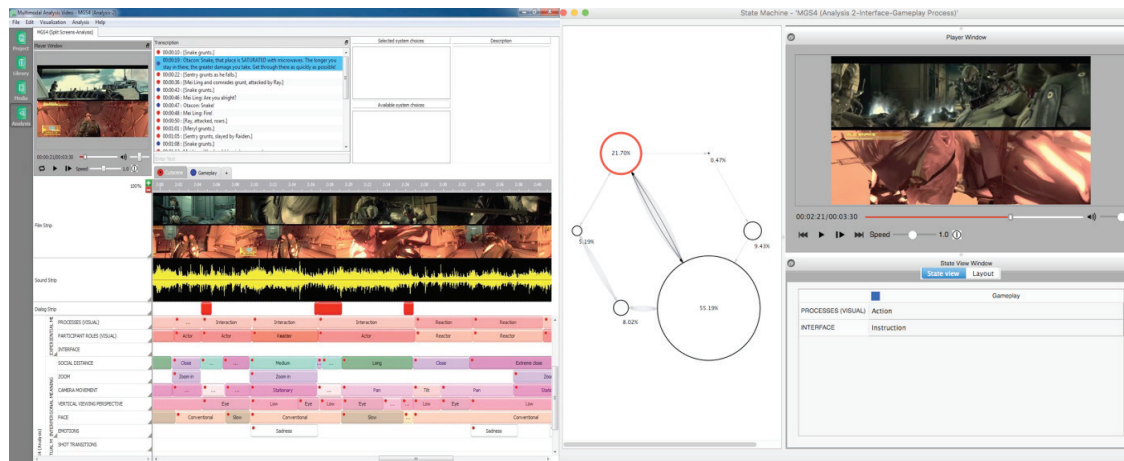 Multimodal Analysis Video - MGS4 (Analysis 2)
File Edit Visualization Analysis Help
MGS4 (Split Screens-Analysis)
Project
Library
Media
Analysis
Player Window
00:00:21/00:03:30
Speed 1.0
Transcription
00:00:13 : [Snake grunts.]
00:00:19 : Otacon: Snake, that place is SATURATED with microwaves. The longer you
stay in there, the greater damage you take. Get through there as quickly as possible!
00:00:22 : [Sentry grunts as he falls.]
00:00:36 : [Mei Ling and comrades grunt, attacked by Ray.]
00:00:43 : [Snake grunts.]
00:00:46 : Mei Ling: Are you alright?
00:00:47 : Otacon: Snake!
00:00:48 : Mei Ling: Fire!
00:00:50 : [Ray, attacked, roars.]
00:01:01 : [Meryl grunts.]
00:01:05 : [Sentry grunts, slayed by Raiden.]
00:01:08 : [Snake grunts.]
Enter Text
Selected system choices
Description
Available system choices
Cutscene
Gameplay
+
100%
Film Strip
Sound Strip
Dialog Strip
PROCESSES (VISUAL)
... Interaction Interaction Interaction Reaction Reaction
PARTICIPANT ROLES (VISUAL)
Actor Actor Reactor Actor Reactor Reactor
INTERFACE
SOCIAL DISTANCE
Close ... ... Medium ... Long Close Extreme close
ZOOM
Zoom in Zoom in
CAMERA MOVEMENT
... ... ... Stationary ... Pan Tilt Pan
VERTICAL VIEWING PERSPECTIVE
Eye Low Eye Low Eye ... ... Low Eye Low
PACE
Conventional Slow Conventional Slow ... Conventional
EMOTIONS
Sadness Sadness
SHOT TRANSITIONS
State Machine - 'MGS4 (Analysis 2-Interface-Gameplay Process)'
21.70%
0.47%
5.19%
9.43%
8.02%
55.19%
Player Window
00:02:21/00:03:30
Speed 1.0
State View Window
State view Layout
Gameplay
PROCESSES (VISUAL) Action
INTERFACE Instruction